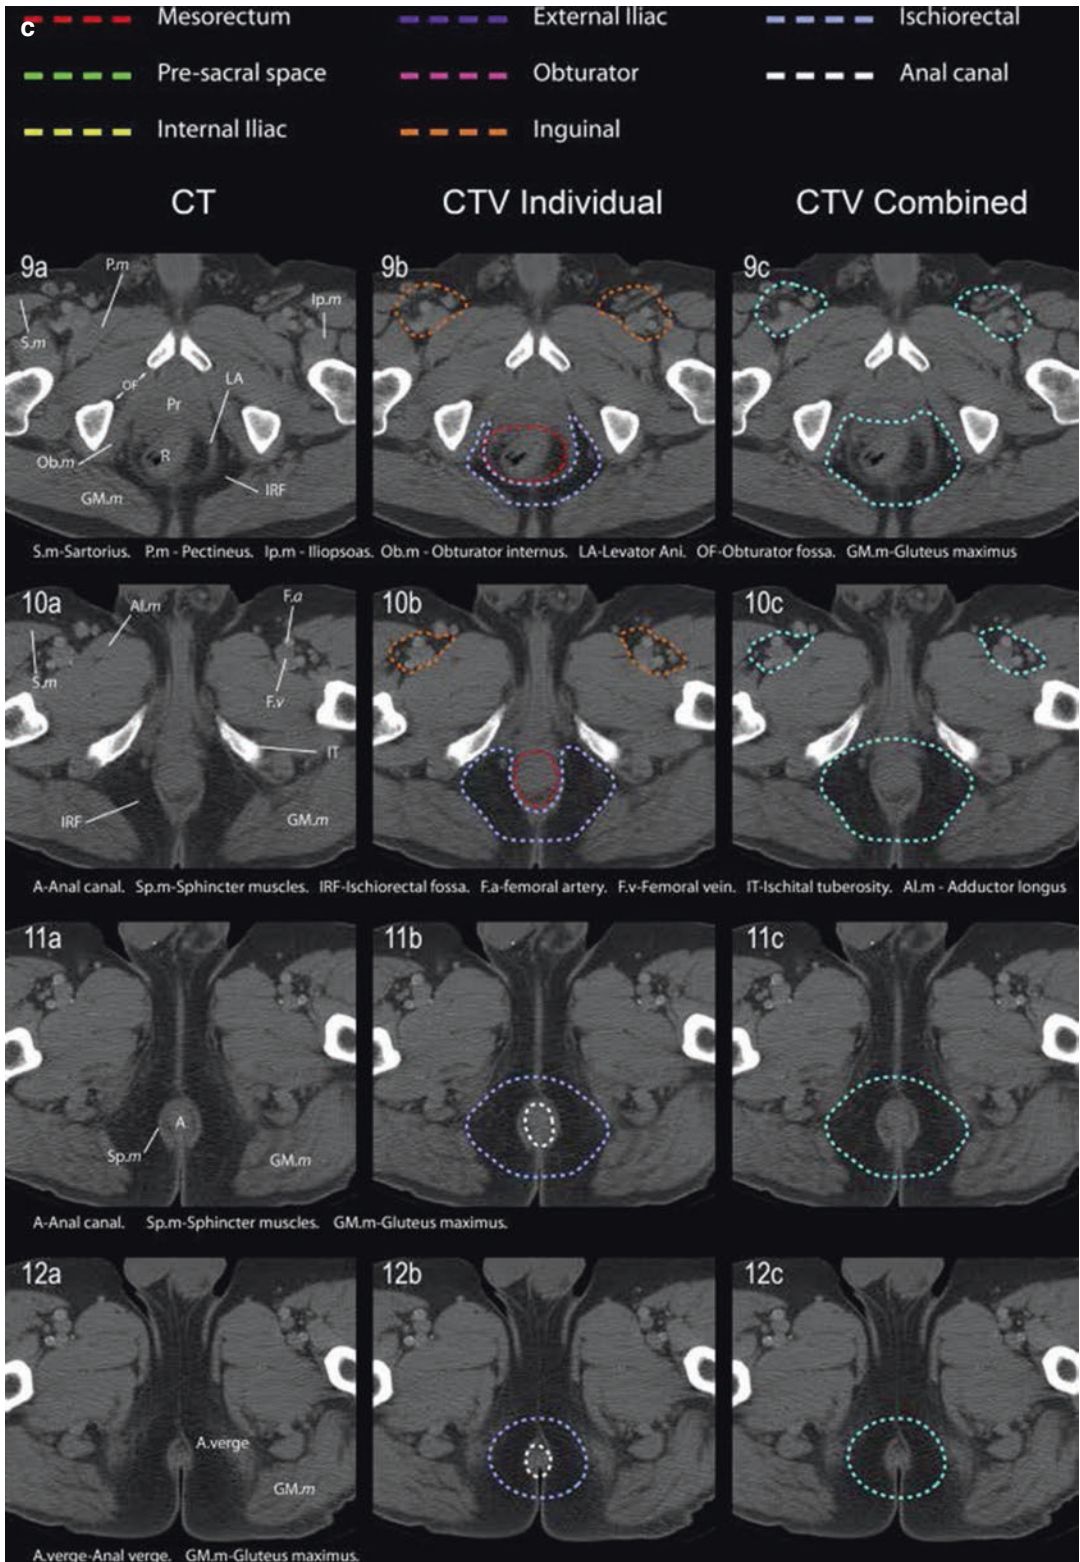 c
Mesorectum External Iliac Ischiorectal
Pre-sacral space Obturator Anal canal
Internal Iliac Inguinal
CT CTV Individual CTV Combined
9a 9b 9c
P.m
Ip.m
S.m
OF
LA
Pr
R
Ob.m
IRF
GM.m
S.m-Sartorius. P.m - Pectineus. Ip.m - Iliopsoas. Ob.m - Obturator internus. LA-Levator Ani. OF-Obturator fossa. GM.m-Gluteus maximus
10a 10b 10c
Al.m
F.a
S.m
F.v
IT
IRF
GM.m
A-Anal canal. Sp.m-Sphincter muscles. IRF-Ischiorectal fossa. F.a-femoral artery. F.v-Femoral vein. IT-Ischital tuberosity. Al.m - Adductor longus
11a 11b 11c
A
Sp.m
GM.m
A-Anal canal. Sp.m-Sphincter muscles. GM.m-Gluteus maximus.
12a 12b 12c
A.verge
GM.m
A.verge-Anal verge. GM.m-Gluteus maximus.